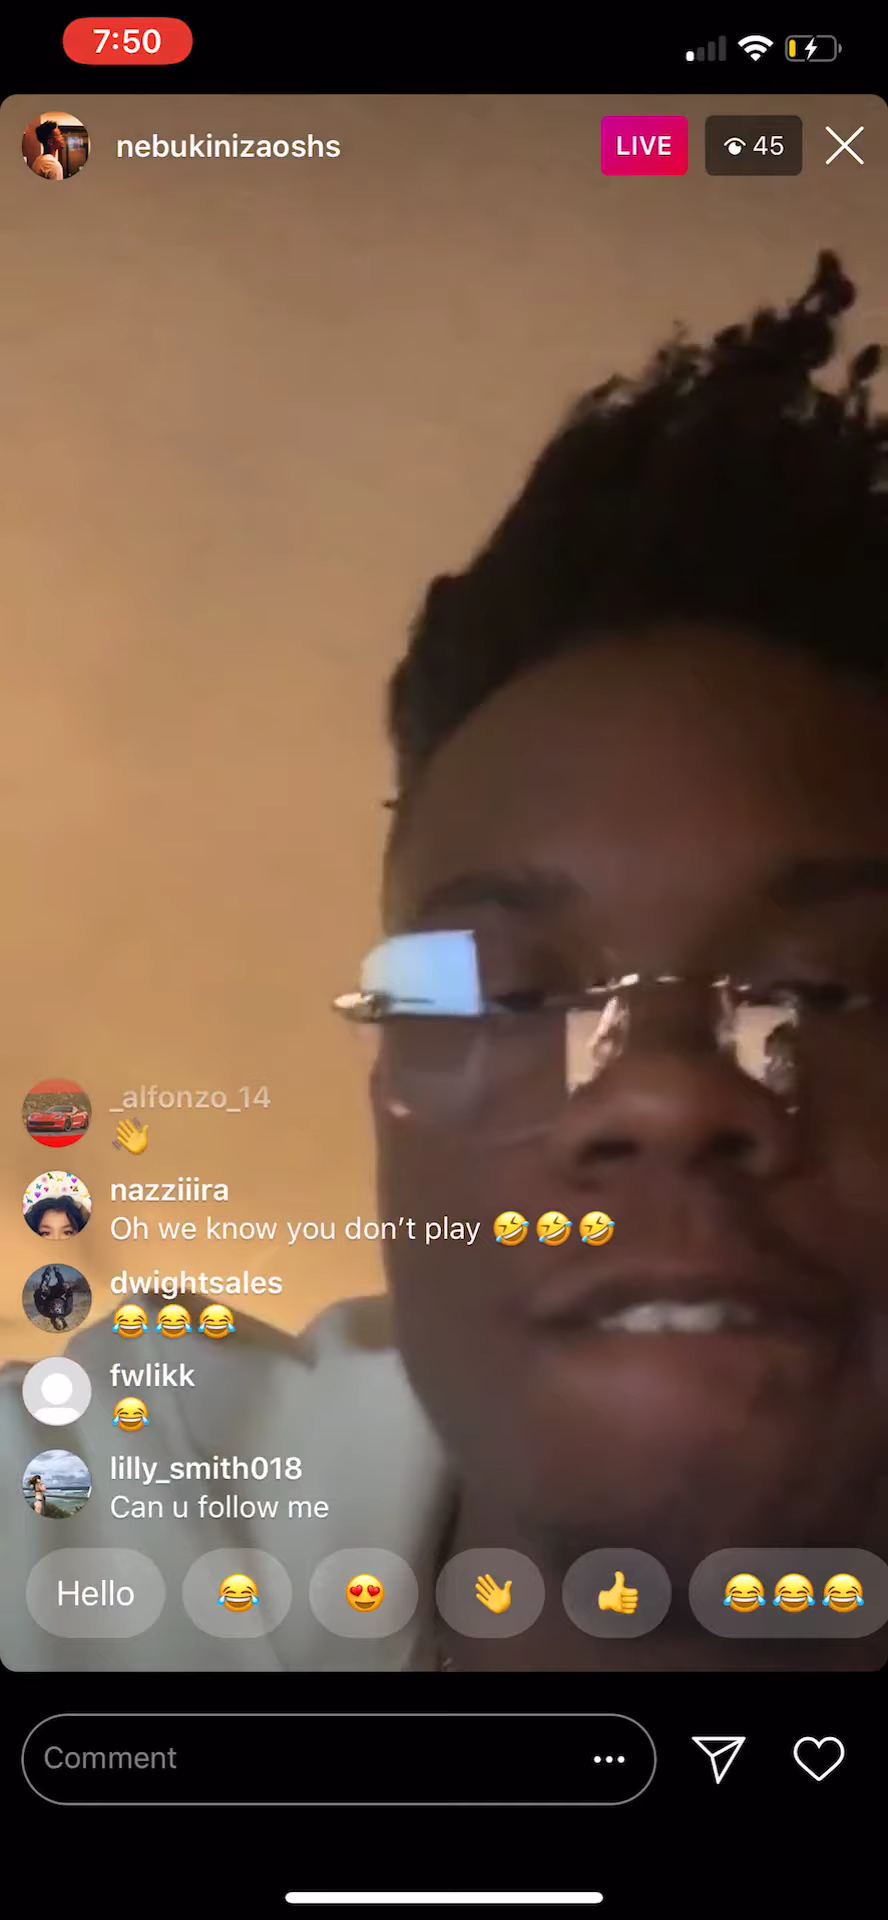 7:50
nebukinizaoshs
LIVE
45
_alfonzo_14
👋
nazziiira
Oh we know you don’t play 🤣🤣🤣
dwightsales
😂😂😂
fwlikk
😂
lilly_smith018
Can u follow me
Hello 😂 😍 👋 👍 😂😂😂
Comment